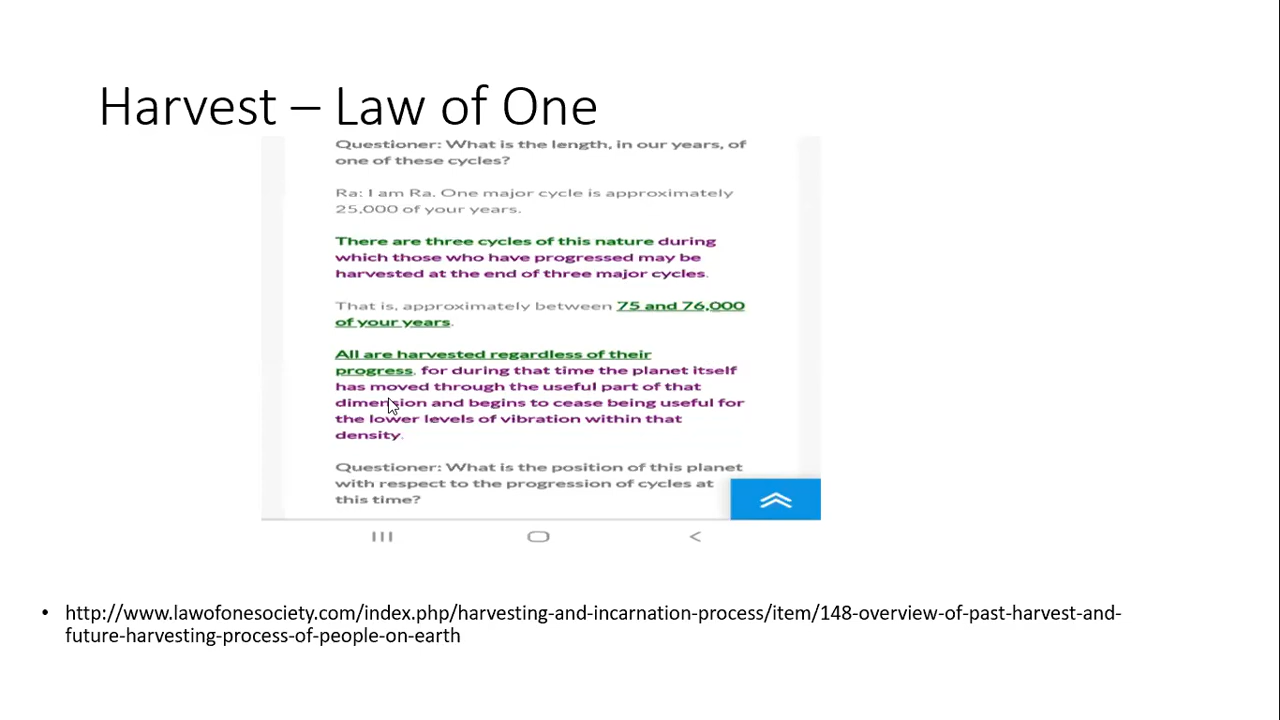 Harvest – Law of One
Questioner: What is the length, in our years, of
one of these cycles?
Ra: I am Ra. One major cycle is approximately
25,000 of your years.
There are three cycles of this nature during
which those who have progressed may be
harvested at the end of three major cycles.
That is, approximately between 75 and 76,000
of your years.
All are harvested regardless of their
progress, for during that time the planet itself
has moved through the useful part of that
dimension and begins to cease being useful for
the lower levels of vibration within that
density.
Questioner: What is the position of this planet
with respect to the progression of cycles at
this time?
• http://www.lawofonesociety.com/index.php/harvesting-and-incarnation-process/item/148-overview-of-past-harvest-and-
future-harvesting-process-of-people-on-earth